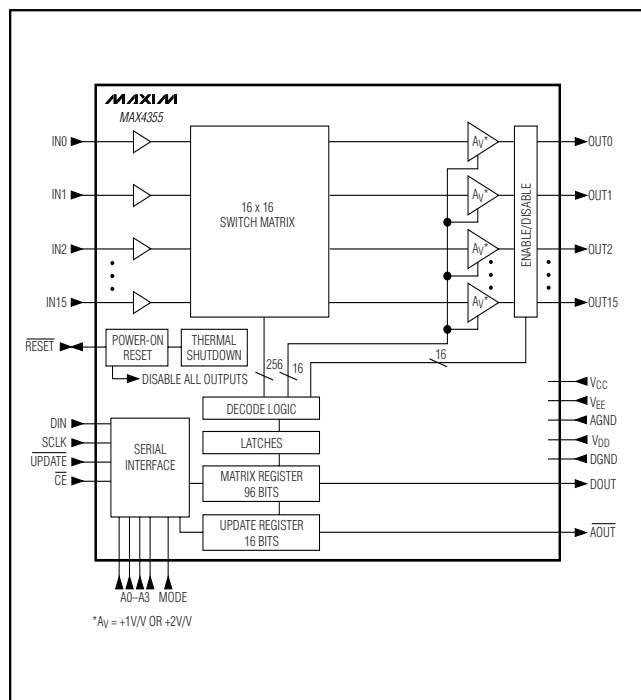 MAXIM
MAX4355
IN0
IN1
IN2
IN15
16 x 16
SWITCH MATRIX
AV*
AV*
AV*
AV*
ENABLE/DISABLE
OUT0
OUT1
OUT2
OUT15
RESET
POWER-ON
RESET
THERMAL
SHUTDOWN
DISABLE ALL OUTPUTS
256
16
16
VCC
VEE
AGND
VDD
DGND
DIN
SCLK
UPDATE
CE
SERIAL
INTERFACE
DECODE LOGIC
LATCHES
MATRIX REGISTER
96 BITS
UPDATE REGISTER
16 BITS
DOUT
AOUT
A0–A3
MODE
*AV = +1V/V OR +2V/V